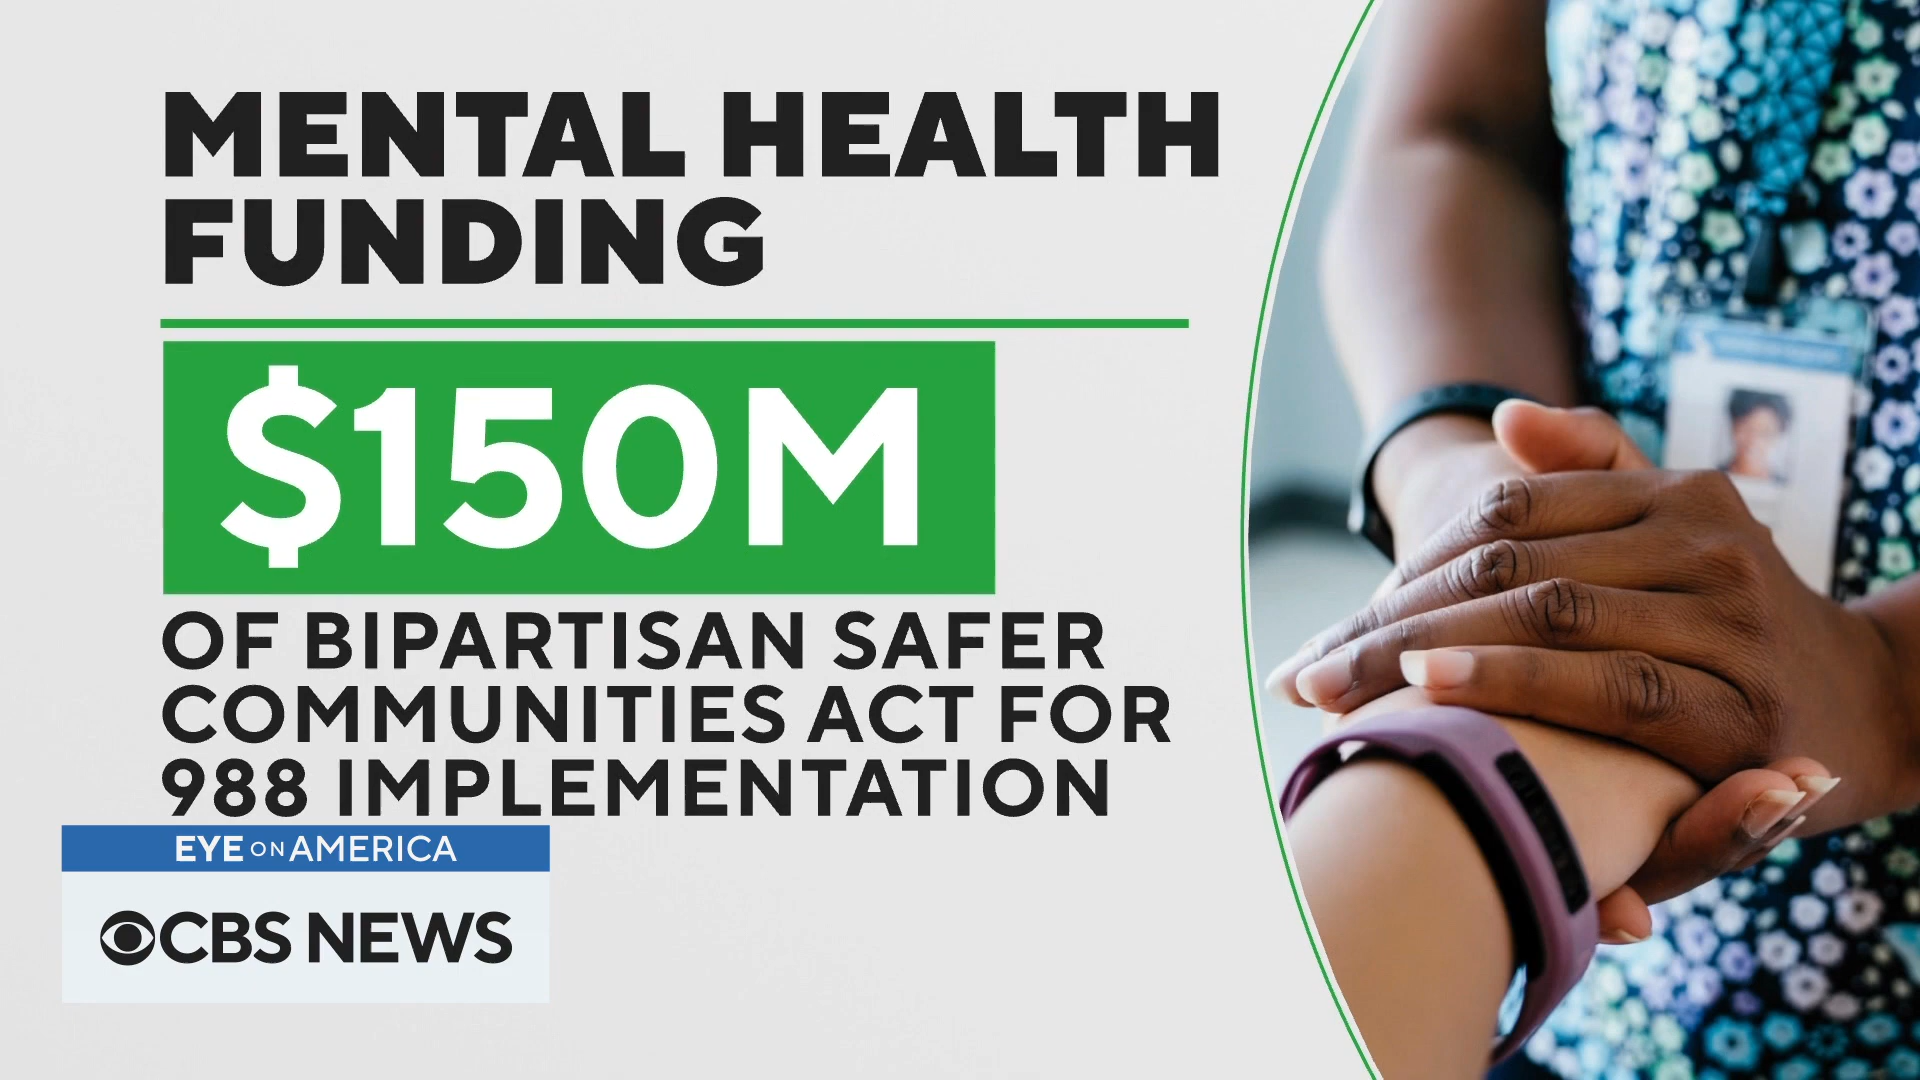 MENTAL HEALTH
FUNDING
$150M
OF BIPARTISAN SAFER
COMMUNITIES ACT FOR
988 IMPLEMENTATION
EYE ON AMERICA
CBS NEWS